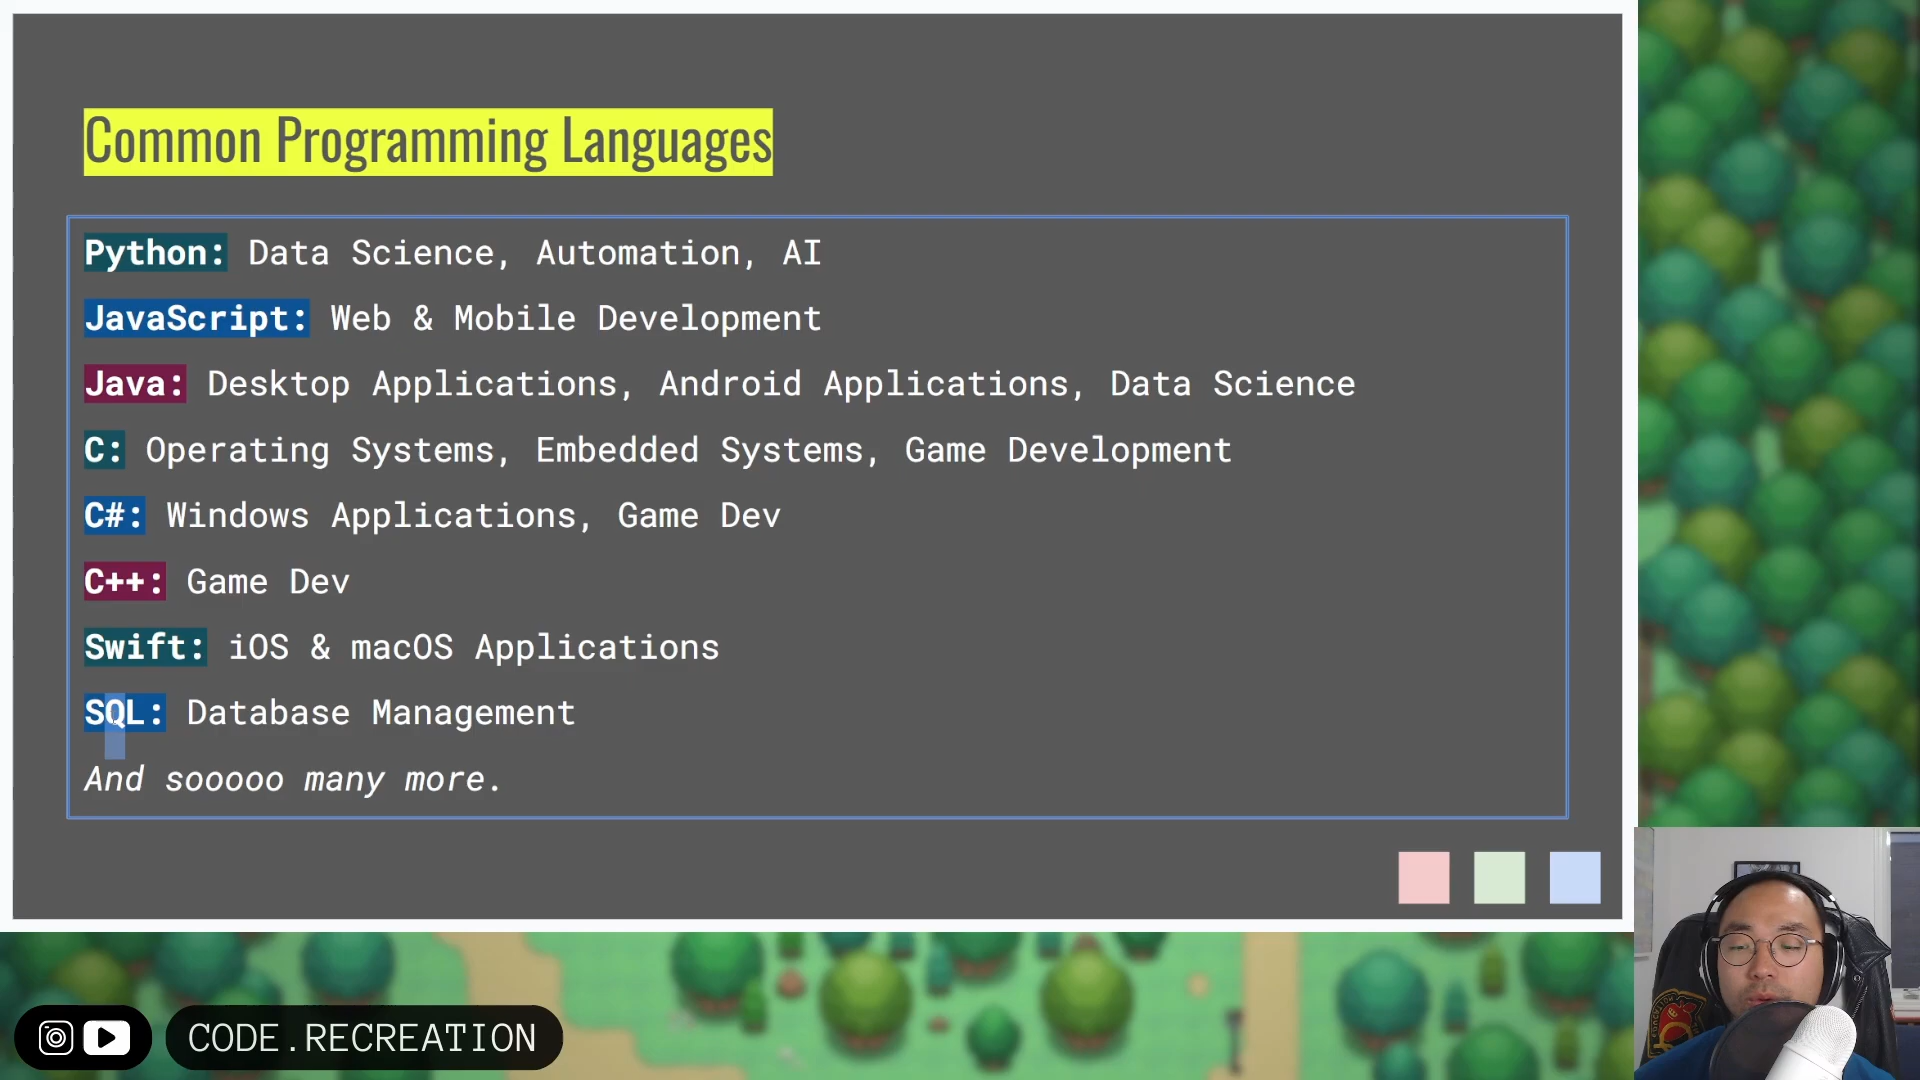 Common Programming Languages
Python: Data Science, Automation, AI
JavaScript: Web & Mobile Development
Java: Desktop Applications, Android Applications, Data Science
C: Operating Systems, Embedded Systems, Game Development
C#: Windows Applications, Game Dev
C++: Game Dev
Swift: iOS & macOS Applications
SQL: Database Management
And sooooo many more.
CODE.RECREATION